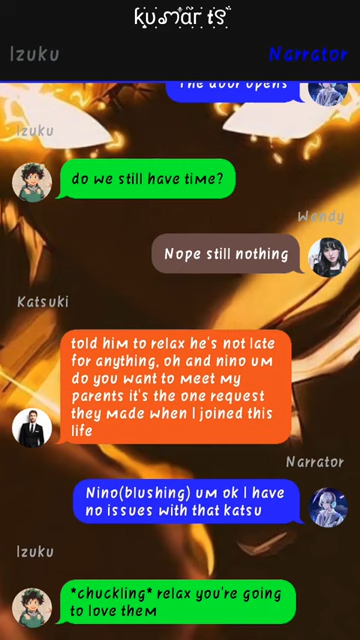 kumar ts
Izuku Narrator
The door opens
Izuku
do we still have time?
Wendy
Nope still nothing
Katsuki
told him to relax he's not late
for anything, oh and nino um
do you want to meet my
parents it's the one request
they made when I joined this
life
Narrator
Nino(blushing) um ok I have
no issues with that katsu
Izuku
*chuckling* relax you're going
to love them